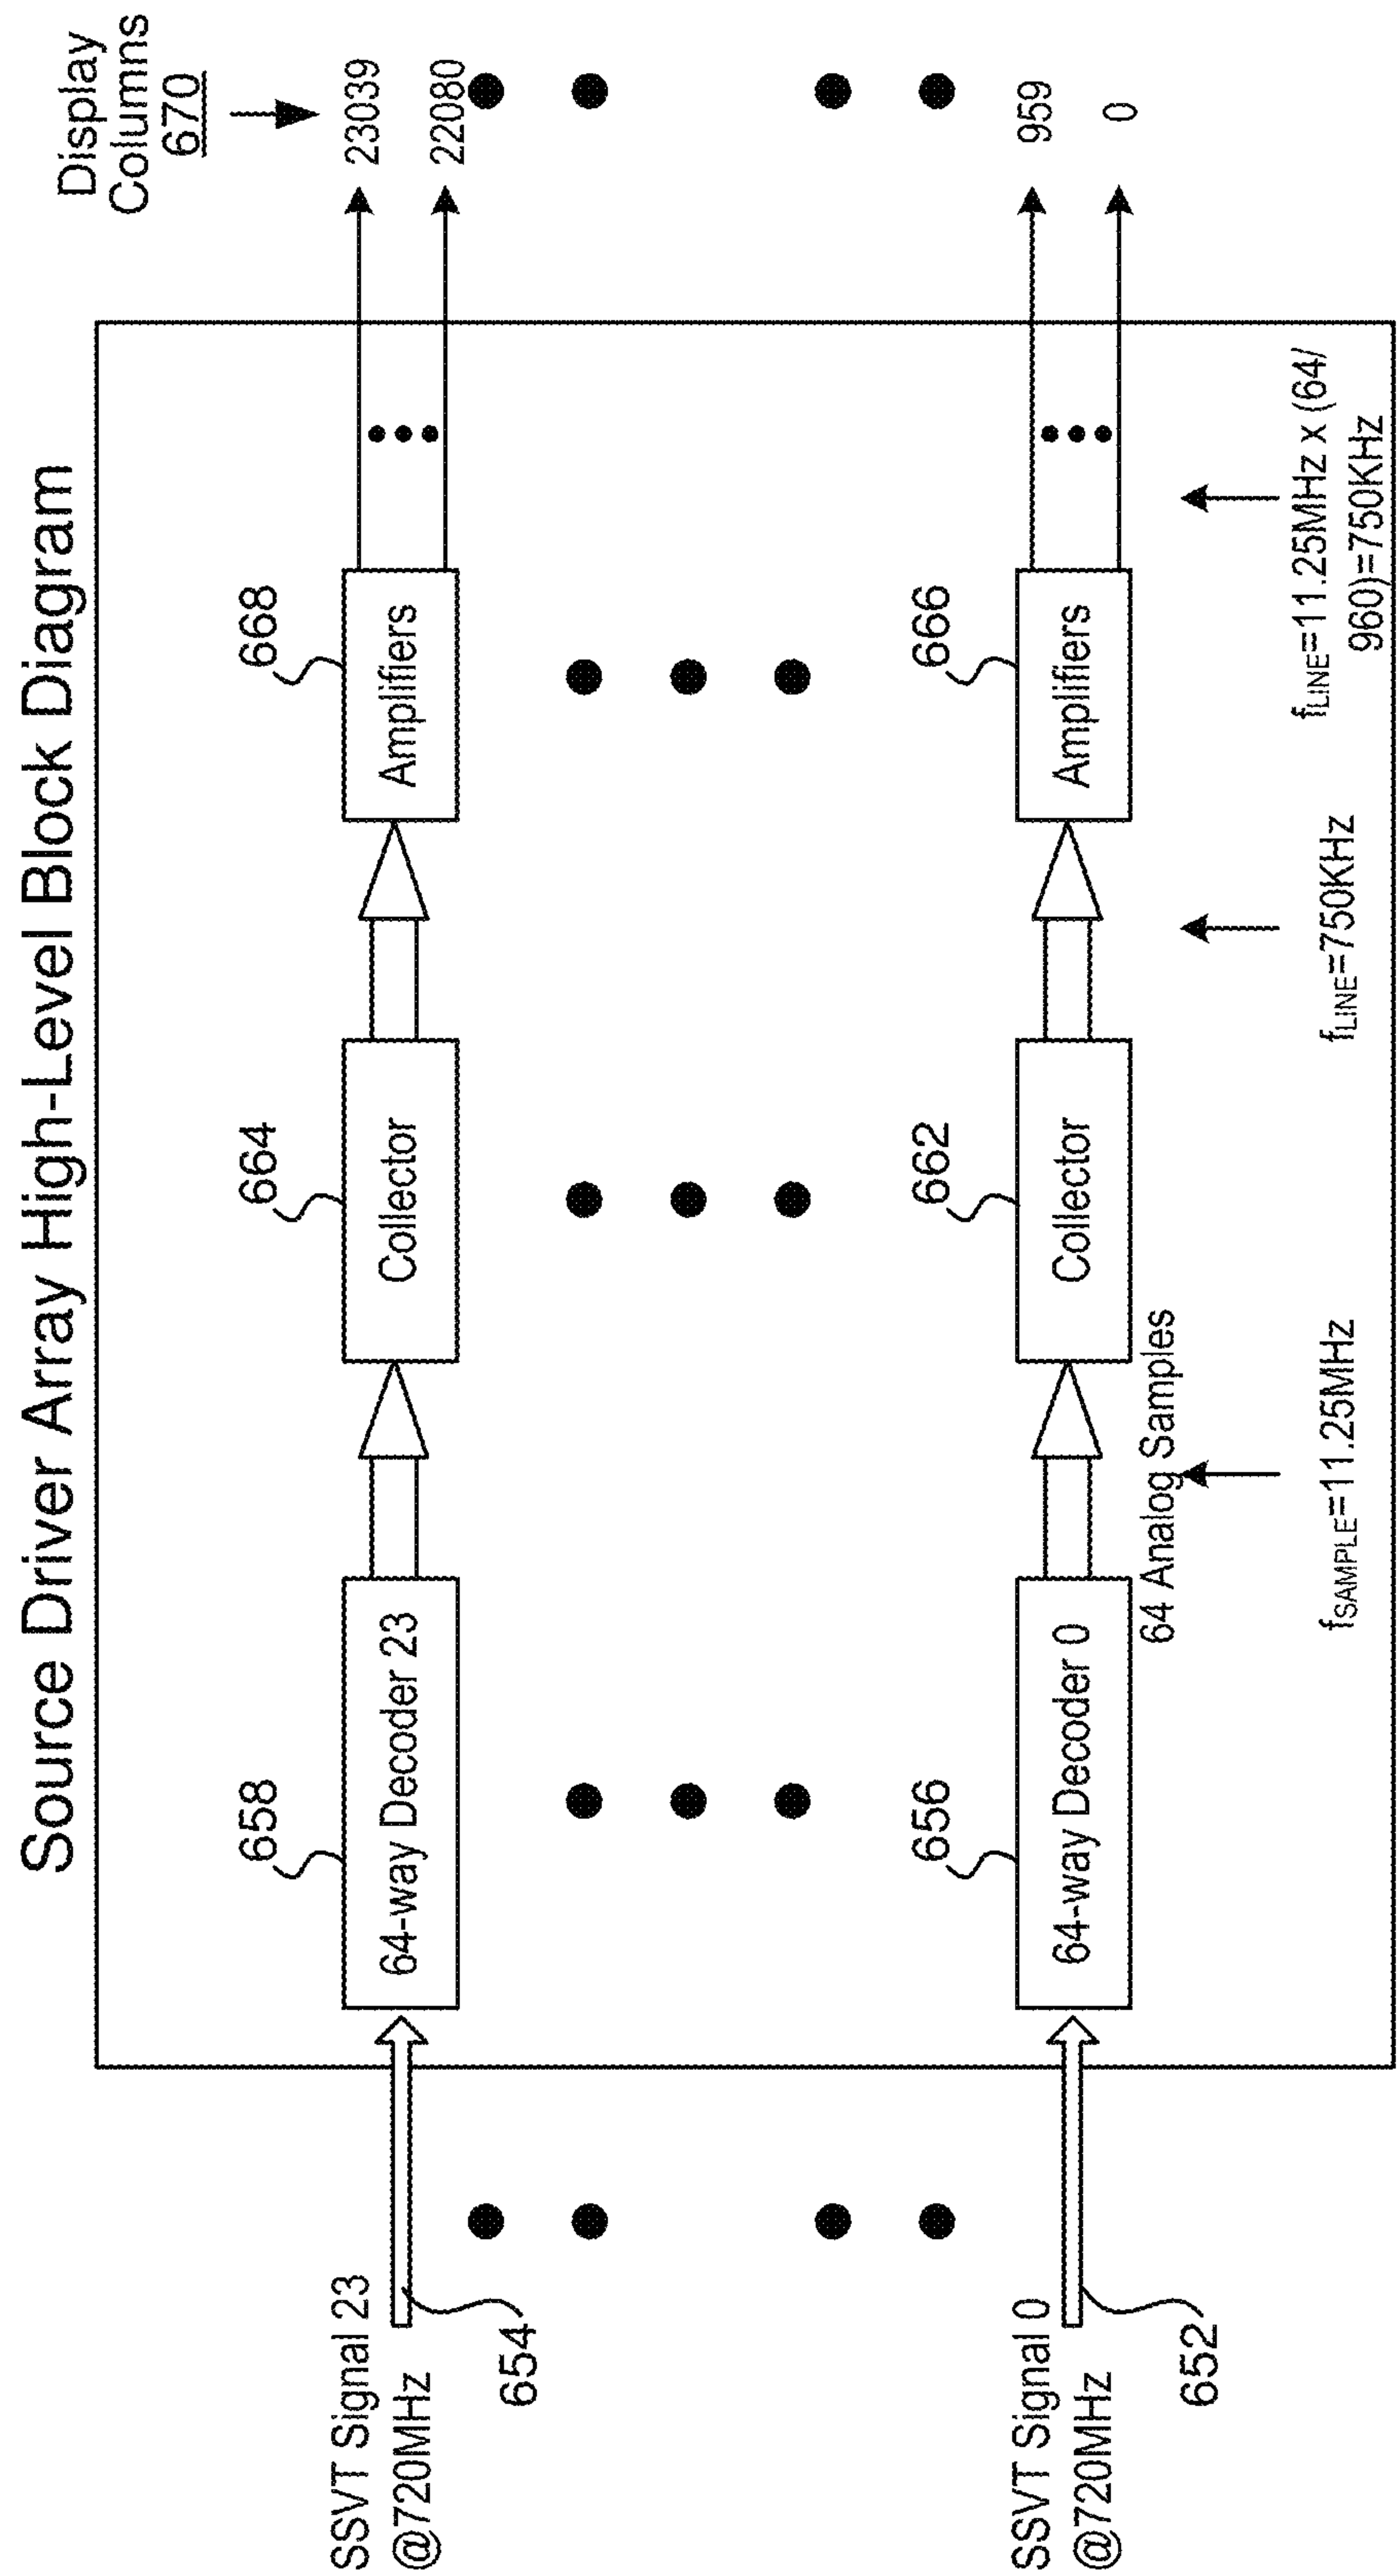 Source Driver Array High-Level Block Diagram
Display
Columns
670
SSVT Signal 23
@720MHz
654
658
64-way Decoder 23
664
Collector
668
Amplifiers
23039
22080
SSVT Signal 0
@720MHz
652
656
64-way Decoder 0
64 Analog Samples
662
Collector
666
Amplifiers
959
0
fSAMPLE=11.25MHz
fLINE=750KHz
fLINE=11.25MHz x (64/
960)=750KHz